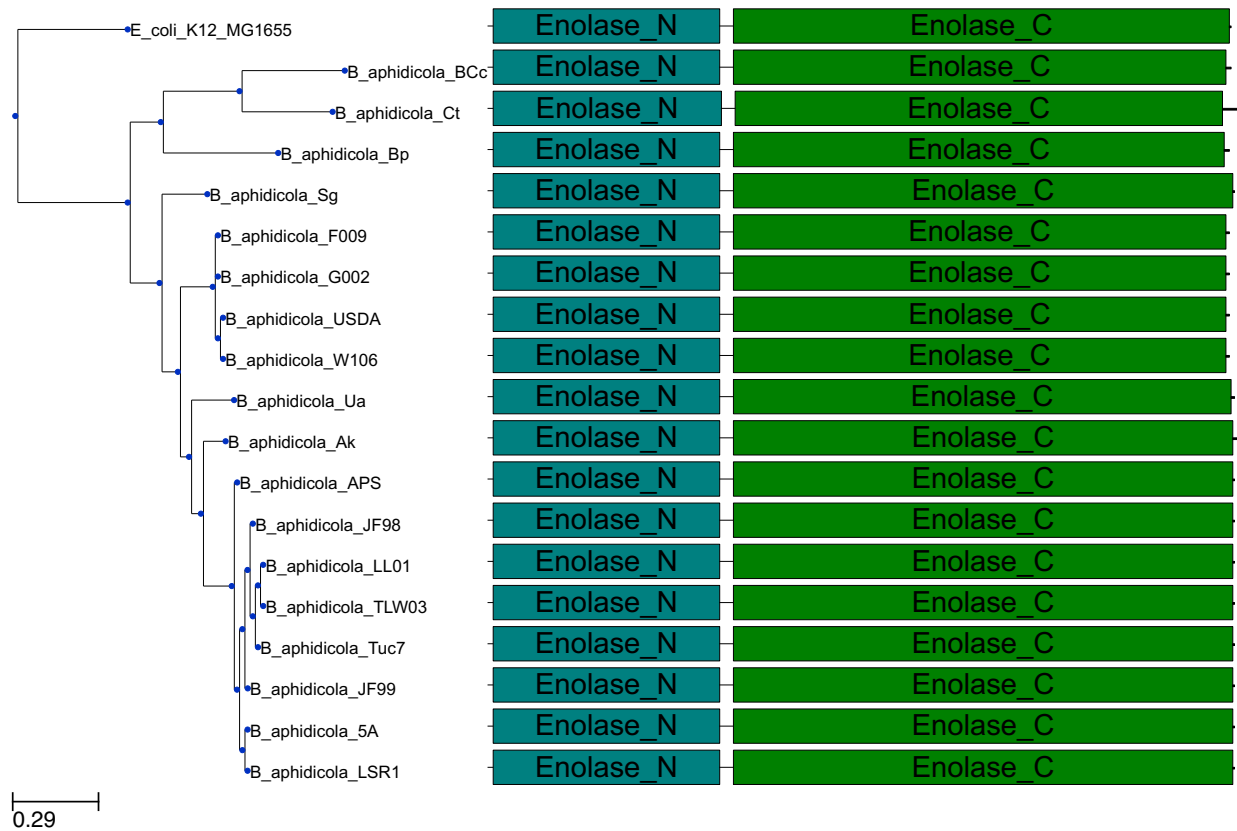 E_coli_K12_MG1655 Enolase_N Enolase_C
B_aphidicola_BCc Enolase_N Enolase_C
B_aphidicola_Ct Enolase_N Enolase_C
B_aphidicola_Bp Enolase_N Enolase_C
B_aphidicola_Sg Enolase_N Enolase_C
B_aphidicola_F009 Enolase_N Enolase_C
B_aphidicola_G002 Enolase_N Enolase_C
B_aphidicola_USDA Enolase_N Enolase_C
B_aphidicola_W106 Enolase_N Enolase_C
B_aphidicola_Ua Enolase_N Enolase_C
B_aphidicola_Ak Enolase_N Enolase_C
B_aphidicola_APS Enolase_N Enolase_C
B_aphidicola_JF98 Enolase_N Enolase_C
B_aphidicola_LL01 Enolase_N Enolase_C
B_aphidicola_TLW03 Enolase_N Enolase_C
B_aphidicola_Tuc7 Enolase_N Enolase_C
B_aphidicola_JF99 Enolase_N Enolase_C
B_aphidicola_5A Enolase_N Enolase_C
B_aphidicola_LSR1 Enolase_N Enolase_C
0.29